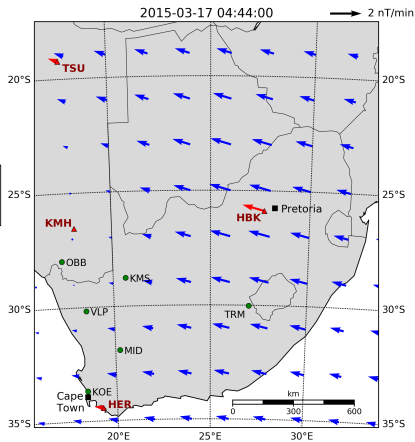 2015-03-17 04:44:00
2 nT/min
TSU
20°S
20°S
25°S
25°S
KMH
HBK
Pretoria
OBB
KMS
30°S
30°S
VLP
TRM
MID
km
KOE
Cape
Town
HER
0
300
600
35°S
35°S
20°E
25°E
30°E